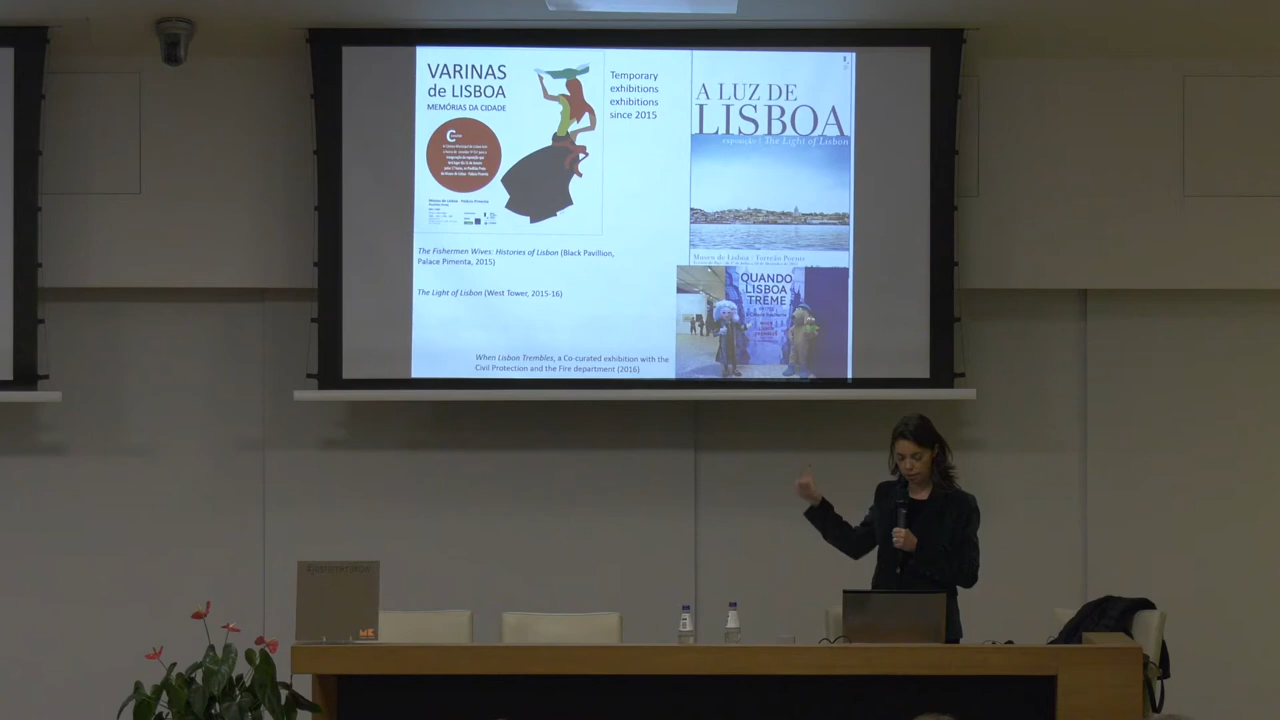 VARINAS
de LISBOA
MEMÓRIAS DA CIDADE
Temporary
exhibitions
exhibitions
since 2015
A LUZ DE
LISBOA
exposição | The Light of Lisbon
Museu de Lisboa | Torreão Poente
The Fishermen Wives: Histories of Lisbon (Black Pavillion,
Palace Pimenta, 2015)
The Light of Lisbon (West Tower, 2015-16)
QUANDO
LISBOA
TREME
When Lisbon Trembles, a Co-curated exhibition with the
Civil Protection and the Fire department (2016)
#jestemkrakow
MK